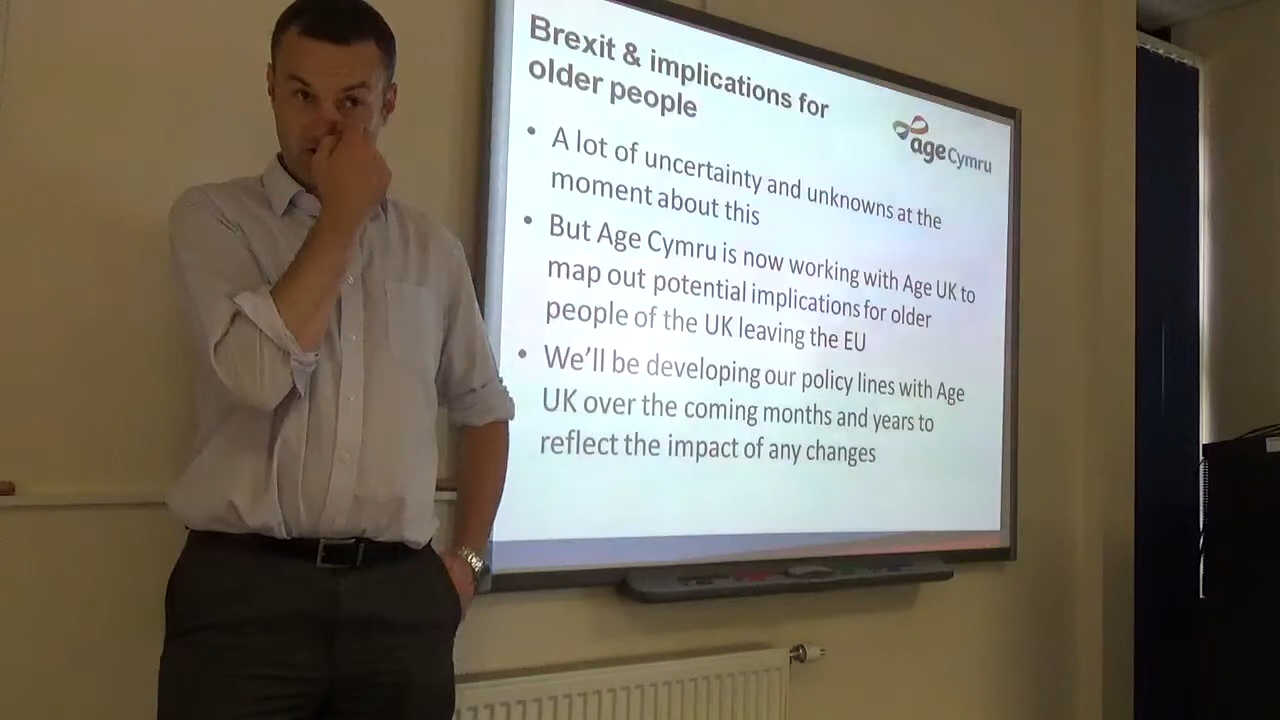 Brexit & implications for
older people
age Cymru
• A lot of uncertainty and unknowns at the
moment about this
• But Age Cymru is now working with Age UK to
map out potential implications for older
people of the UK leaving the EU
• We’ll be developing our policy lines with Age
UK over the coming months and years to
reflect the impact of any changes